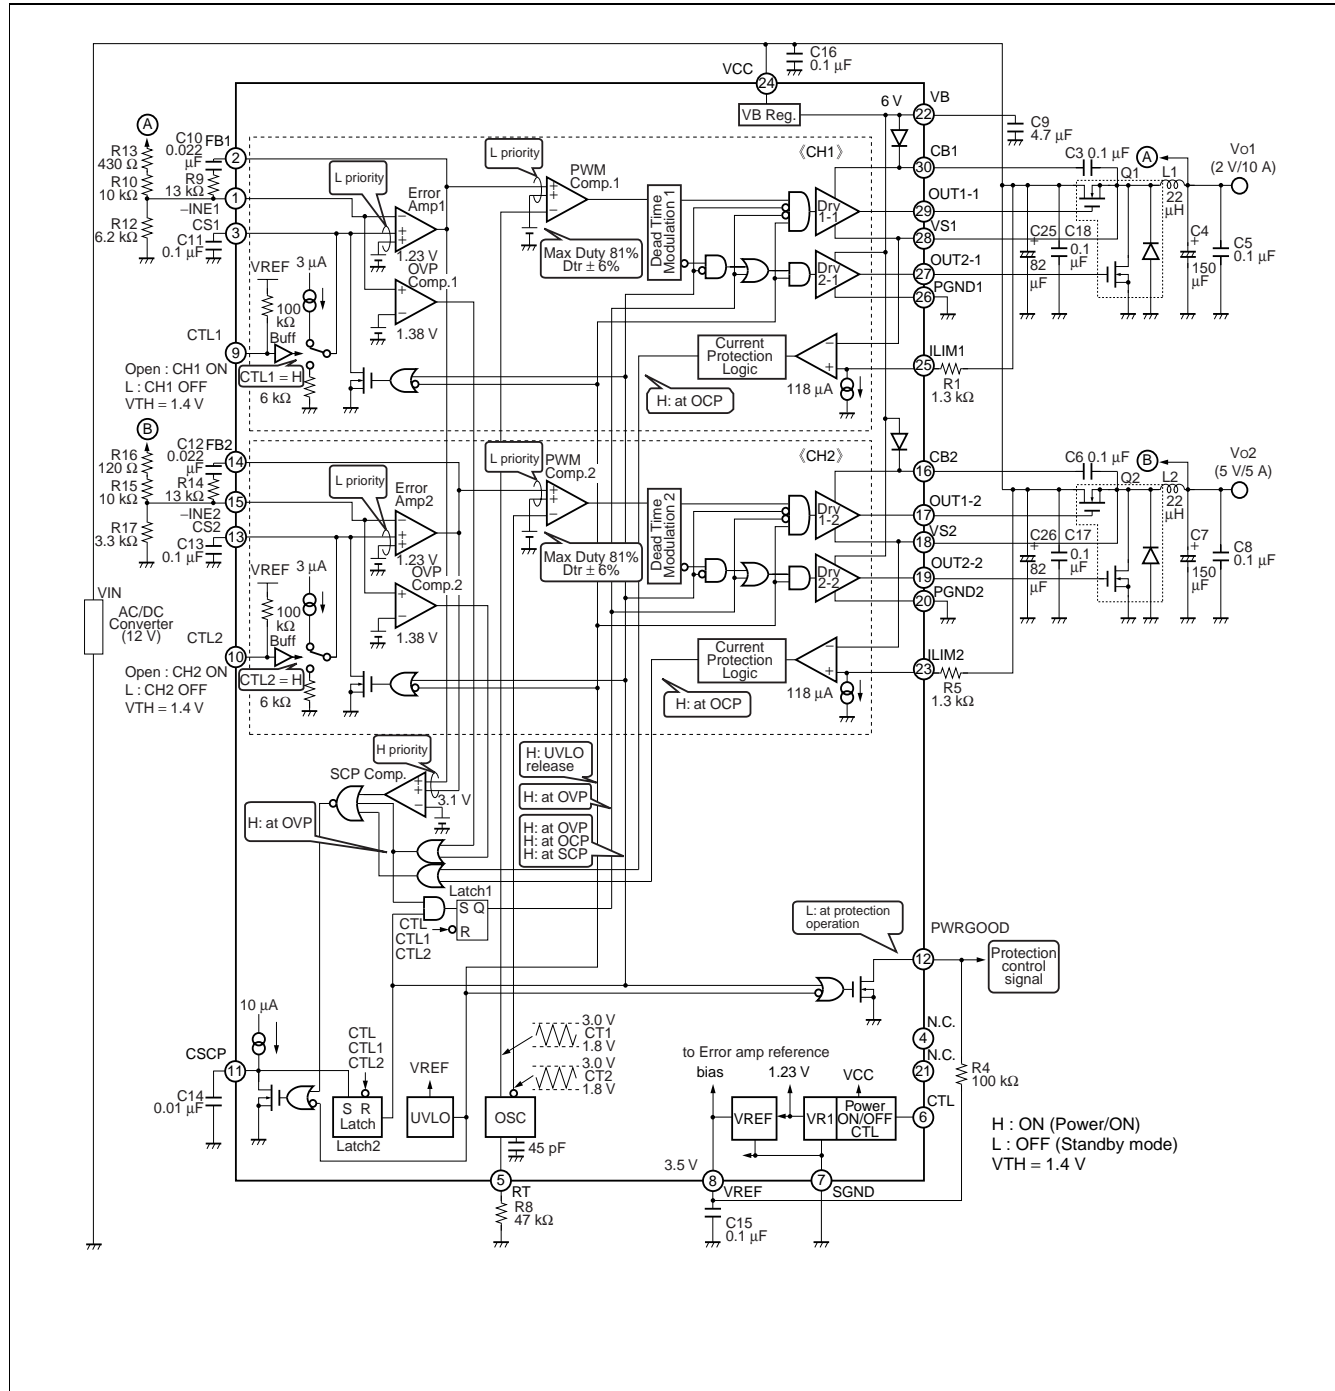 C16
0.1 µF
VCC
24
VB Reg.
6 V
VB
22
C9
4.7 µF
A
R13
430 Ω
R10
10 kΩ
R12
6.2 kΩ
C10
0.022
µF
R9
13 kΩ
FB1
2
1
−INE1
CS1
3
C11
0.1 µF
L priority
Error
Amp1
1.23 V
OVP
Comp.1
1.38 V
L priority
PWM
Comp.1
Max Duty 81%
Dtr ± 6%
Dead Time
Modulation 1
《CH1》
Drv
1-1
Drv
2-1
CB1
30
OUT1-1
29
VS1
28
OUT2-1
27
PGND1
26
ILIM1
25
R1
1.3 kΩ
C3 0.1 µF
A
Q1
L1
22
µH
VO1
(2 V/10 A)
C25
82
µF
C18
0.1
µF
C4
150
µF
C5
0.1 µF
VREF
3 µA
100
kΩ
Buff
CTL1
9
CTL1 = H
6 kΩ
Open : CH1 ON
L : CH1 OFF
VTH = 1.4 V
Current
Protection
Logic
118 µA
H: at OCP
B
R16
120 Ω
R15
10 kΩ
R17
3.3 kΩ
C12
0.022
µF
R14
13 kΩ
FB2
14
15
−INE2
CS2
13
C13
0.1 µF
L priority
Error
Amp2
1.23 V
OVP
Comp.2
1.38 V
L priority
PWM
Comp.2
Max Duty 81%
Dtr ± 6%
Dead Time
Modulation 2
《CH2》
Drv
1-2
Drv
2-2
CB2
16
OUT1-2
17
VS2
18
OUT2-2
19
PGND2
20
ILIM2
23
R5
1.3 kΩ
C6 0.1 µF
B
Q2
L2
22
µH
VO2
(5 V/5 A)
C26
82
µF
C17
0.1
µF
C7
150
µF
C8
0.1 µF
VIN
AC/DC
Converter
(12 V)
VREF
3 µA
100
kΩ
Buff
CTL2
10
CTL2 = H
6 kΩ
Open : CH2 ON
L : CH2 OFF
VTH = 1.4 V
Current
Protection
Logic
118 µA
H: at OCP
H priority
SCP Comp.
3.1 V
H: at OVP
H: UVLO
release
H: at OVP
H: at OVP
H: at OCP
H: at SCP
Latch1
S Q
R
CTL
CTL1
CTL2
L: at protection
operation
PWRGOOD
12
Protection
control
signal
10 µA
CSCP
11
C14
0.01 µF
CTL
CTL1
CTL2
S R
Latch
Latch2
VREF
UVLO
OSC
45 pF
3.0 V
CT1
1.8 V
3.0 V
CT2
1.8 V
to Error amp reference
bias
1.23 V
VCC
VREF
VR1
Power
ON/OFF
CTL
N.C.
4
N.C.
21
CTL
6
R4
100 kΩ
H : ON (Power/ON)
L : OFF (Standby mode)
VTH = 1.4 V
5
RT
R8
47 kΩ
3.5 V
8
VREF
C15
0.1 µF
7
SGND